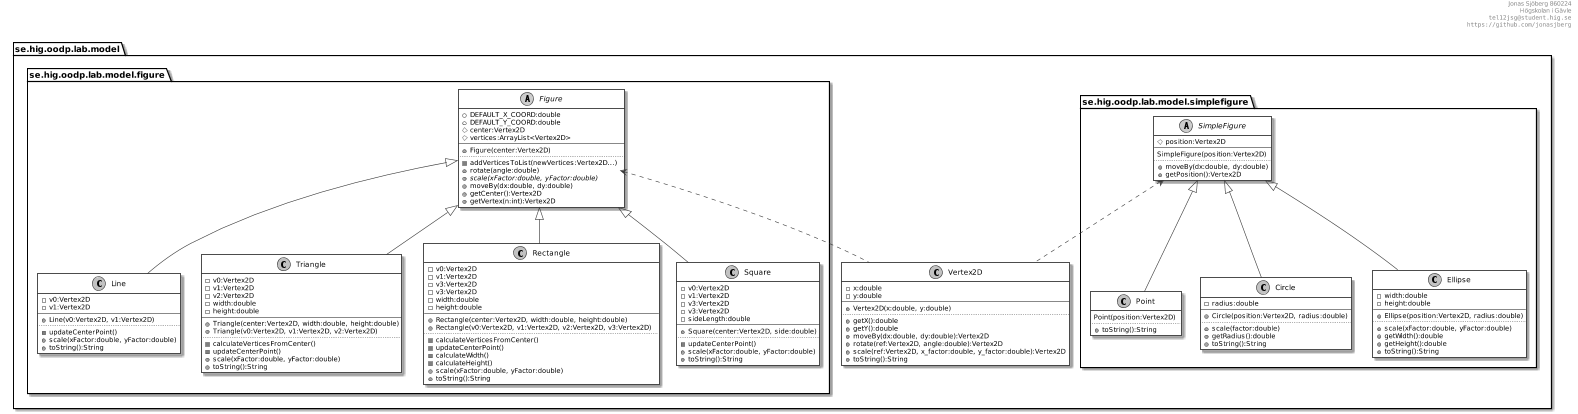 Jonas Sjöberg 860224
Högskolan i Gävle
tel12jsg@student.hig.se
https://github.com/jonasjberg
se.hig.oodp.lab.model
se.hig.oodp.lab.model.figure
A Figure
DEFAULT_X_COORD:double
DEFAULT_Y_COORD:double
center:Vertex2D
vertices:ArrayList<Vertex2D>
Figure(center:Vertex2D)
addVerticesToList(newVertices:Vertex2D...)
rotate(angle:double)
scale(xFactor:double, yFactor:double)
moveBy(dx:double, dy:double)
getCenter():Vertex2D
getVertex(n:int):Vertex2D
C Line
v0:Vertex2D
v1:Vertex2D
Line(v0:Vertex2D, v1:Vertex2D)
updateCenterPoint()
scale(xFactor:double, yFactor:double)
toString():String
C Triangle
v0:Vertex2D
v1:Vertex2D
v2:Vertex2D
width:double
height:double
Triangle(center:Vertex2D, width:double, height:double)
Triangle(v0:Vertex2D, v1:Vertex2D, v2:Vertex2D)
calculateVerticesFromCenter()
updateCenterPoint()
scale(xFactor:double, yFactor:double)
toString():String
C Rectangle
v0:Vertex2D
v1:Vertex2D
v3:Vertex2D
v3:Vertex2D
width:double
height:double
Rectangle(center:Vertex2D, width:double, height:double)
Rectangle(v0:Vertex2D, v1:Vertex2D, v2:Vertex2D, v3:Vertex2D)
calculateVerticesFromCenter()
updateCenterPoint()
calculateWidth()
calculateHeight()
scale(xFactor:double, yFactor:double)
toString():String
C Square
v0:Vertex2D
v1:Vertex2D
v3:Vertex2D
v3:Vertex2D
sideLength:double
Square(center:Vertex2D, side:double)
updateCenterPoint()
scale(xFactor:double, yFactor:double)
toString():String
C Vertex2D
x:double
y:double
Vertex2D(x:double, y:double)
getX():double
getY():double
moveBy(dx:double, dy:double):Vertex2D
rotate(ref:Vertex2D, angle:double):Vertex2D
scale(ref:Vertex2D, x_factor:double, y_factor:double):Vertex2D
toString():String
se.hig.oodp.lab.model.simplefigure
A SimpleFigure
position:Vertex2D
SimpleFigure(position:Vertex2D)
moveBy(dx:double, dy:double)
getPosition():Vertex2D
C Point
Point(position:Vertex2D)
toString():String
C Circle
radius:double
Circle(position:Vertex2D, radius:double)
scale(factor:double)
getRadius():double
toString():String
C Ellipse
width:double
height:double
Ellipse(position:Vertex2D, radius:double)
scale(xFactor:double, yFactor:double)
getWidth():double
getHeight():double
toString():String